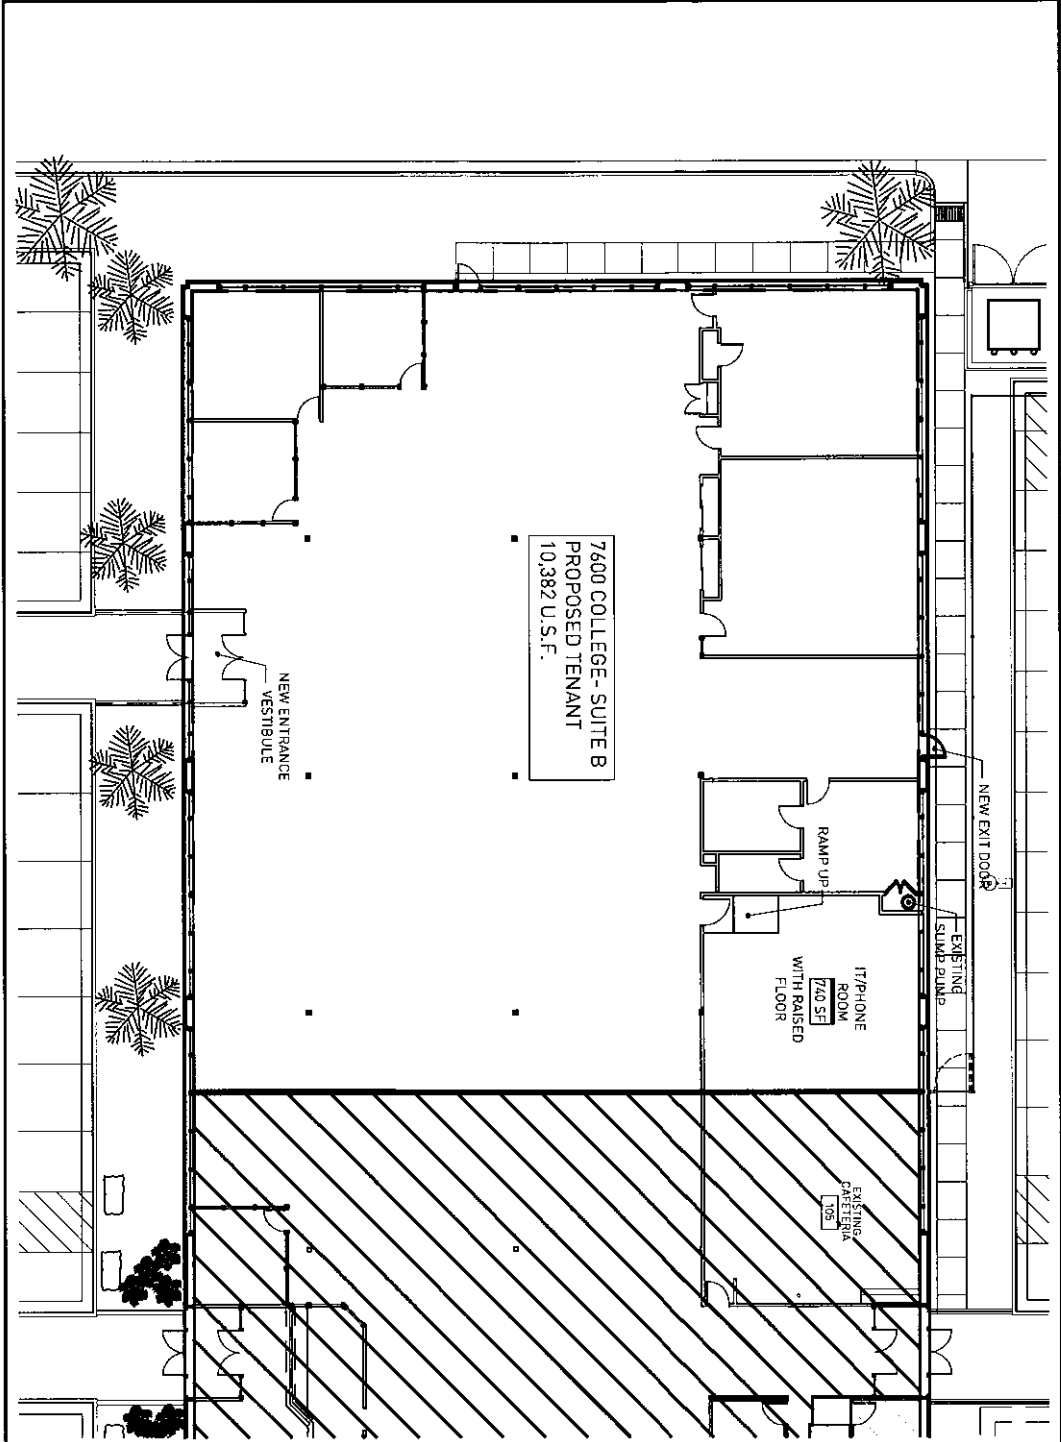 7600 COLLEGE- SUITE B
PROPOSED TENANT
10,382 U.S.F.
NEW ENTRANCE
VESTIBULE
NEW EXIT DOOR
RAMP UP
EXISTING
SUMP PUMP
IT/PHONE
ROOM
740 SF
WITH RAISED
FLOOR
EXISTING
CAFETERIA
105